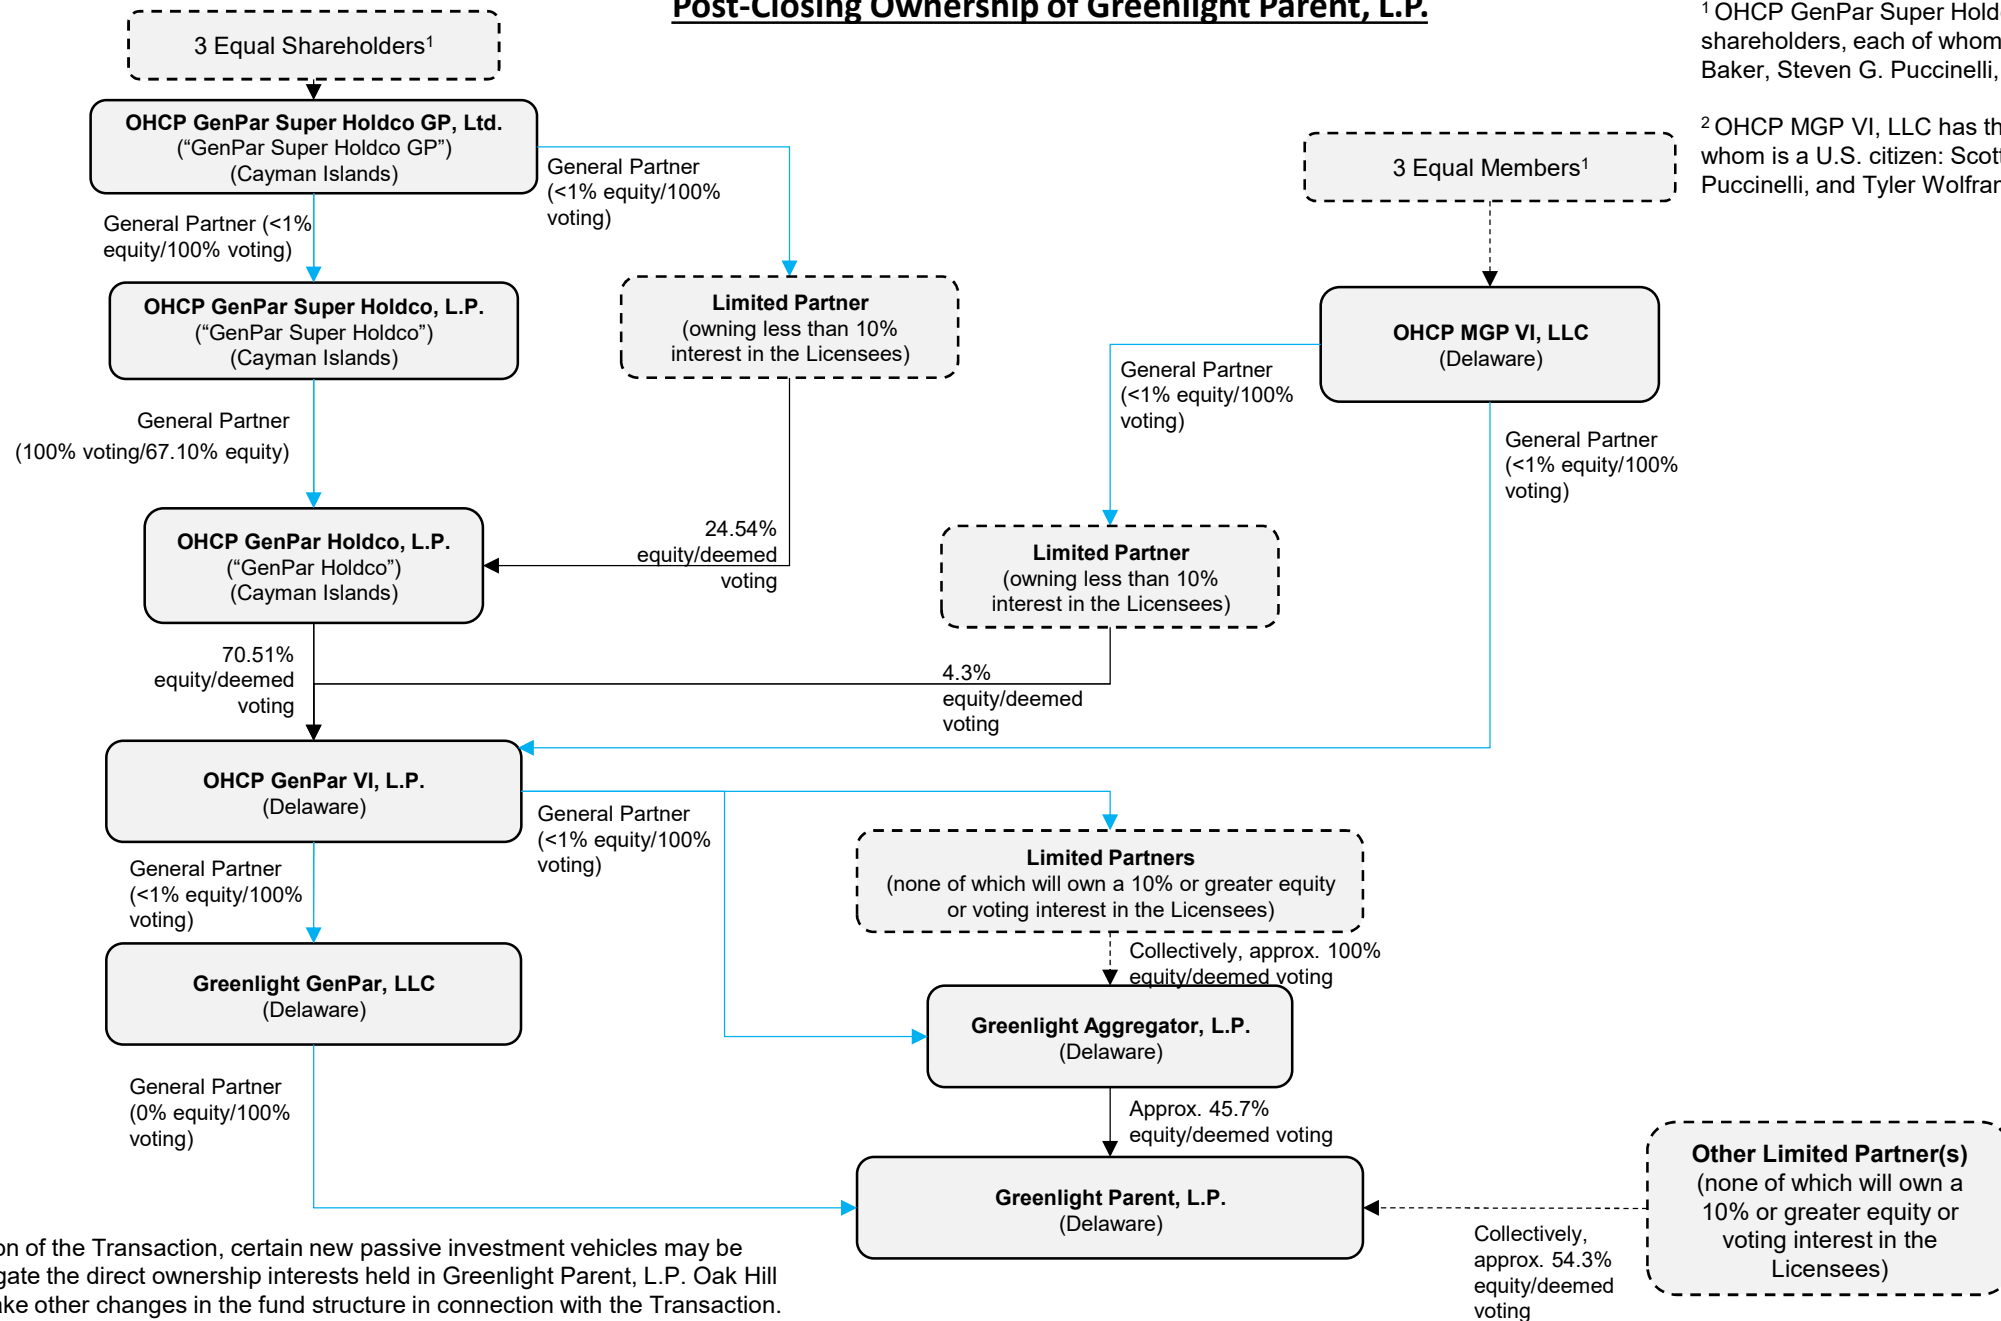 Post-Closing Ownership of Greenlight Parent, L.P.
3 Equal Shareholders¹
¹ OHCP GenPar Super
shareholders, each of whom
Baker, Steven G. Puccinelli,
² OHCP MGP VI, LLC has
whom is a U.S. citizen:
Puccinelli, and Tyler
OHCP GenPar Super Holdco GP, Ltd.
(“GenPar Super Holdco GP”)
(Cayman Islands)
General Partner
(<1% equity/100%
voting)
3 Equal Members¹
General Partner (<1%
equity/100% voting)
OHCP GenPar Super Holdco, L.P.
(“GenPar Super Holdco”)
(Cayman Islands)
Limited Partner
(owning less than 10%
interest in the Licensees)
OHCP MGP VI, LLC
(Delaware)
General Partner
(<1% equity/100%
voting)
General Partner
(100% voting/67.10% equity)
General Partner
(<1% equity/100%
voting)
OHCP GenPar Holdco, L.P.
(“GenPar Holdco”)
(Cayman Islands)
24.54%
equity/deemed
voting
Limited Partner
(owning less than 10%
interest in the Licensees)
70.51%
equity/deemed
voting
4.3%
equity/deemed
voting
OHCP GenPar VI, L.P.
(Delaware)
General Partner
(<1% equity/100%
voting)
General Partner
(<1% equity/100%
voting)
Limited Partners
(none of which will own a 10% or greater equity
or voting interest in the Licensees)
Collectively, approx. 100%
equity/deemed voting
Greenlight GenPar, LLC
(Delaware)
Greenlight Aggregator, L.P.
(Delaware)
General Partner
(0% equity/100%
voting)
Approx. 45.7%
equity/deemed voting
Greenlight Parent, L.P.
(Delaware)
Other Limited Partner(s)
(none of which will own a
10% or greater equity or
voting interest in the
Licensees)
Collectively,
approx. 54.3%
equity/deemed
voting
of the Transaction, certain new passive investment vehicles may be
the direct ownership interests held in Greenlight Parent, L.P. Oak Hill
other changes in the fund structure in connection with the Transaction.